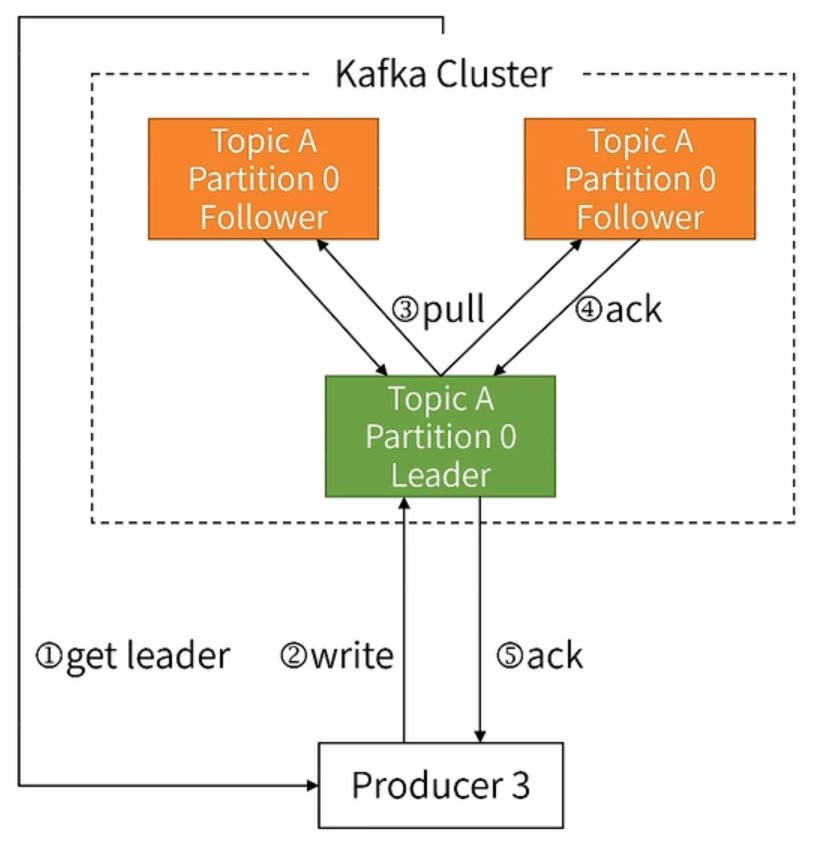 Kafka Cluster
Topic A
Partition 0
Follower
Topic A
Partition 0
Follower
③pull
④ack
Topic A
Partition 0
Leader
①get leader
②write
⑤ack
Producer 3